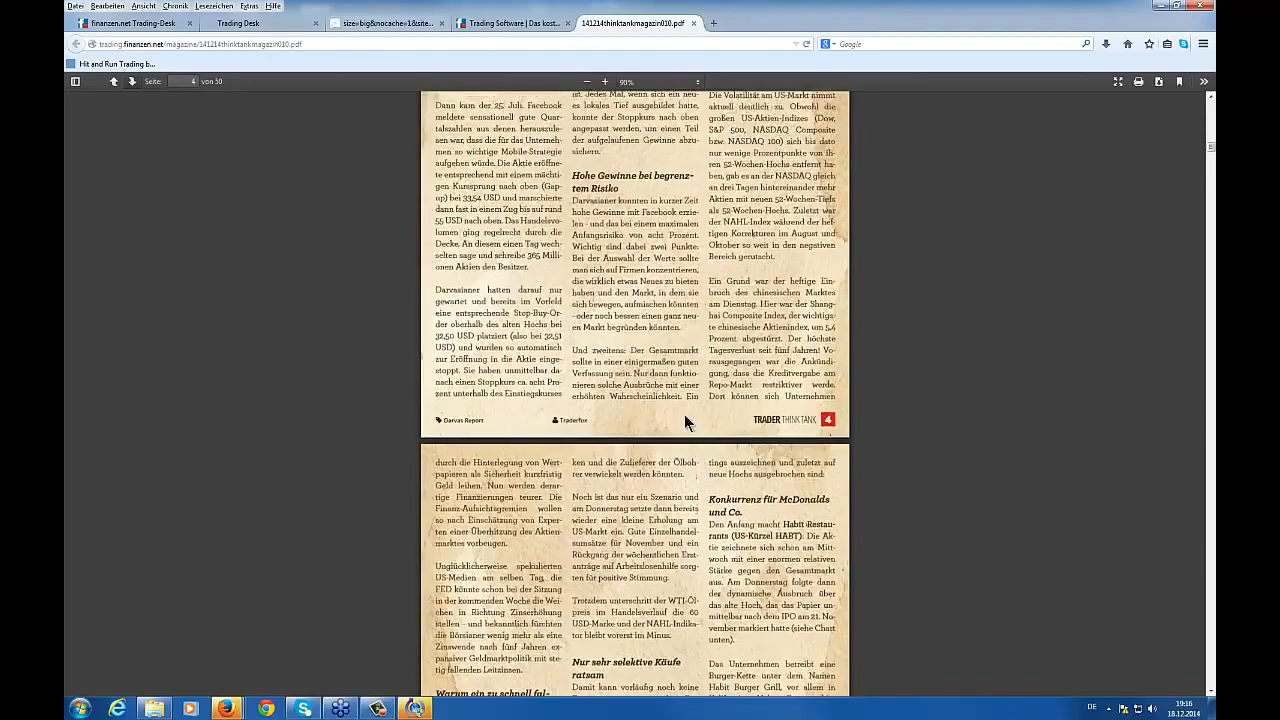 Datei Bearbeiten Ansicht Chronik Lesezeichen Extras Hilfe
finanzen.net Trading-Desk
Trading Desk
size=big&nocache=1&site...
Trading Software | Das kost...
141214thinktankmagazin010.pdf
trading.finanzen.net/magazine/141214thinktankmagazin010.pdf
Google
Hit and Run Trading b...
Seite: 4 von 50
90%
Dann kam der 25. Juli. Facebook
meldete sensationell gute Quar-
talszahlen aus denen herauszule-
sen war, dass die für das Unterneh-
men so wichtige Mobile-Strategie
aufgehen würde. Die Aktie eröffne-
te entsprechend mit einem mächti-
gen Kurssprung nach oben (Gap-
up) bei 33,54 USD und marschierte
dann fast in einem Zug bis auf rund
55 USD nach oben. Das Handelsvo-
lumen ging regelrecht durch die
Decke. An diesem einen Tag wech-
selten sage und schreibe 365 Milli-
onen Aktien den Besitzer.
Darvasianer hatten darauf nur
gewartet und bereits im Vorfeld
eine entsprechende Stop-Buy-Or-
der oberhalb des alten Hochs bei
32,50 USD platziert (also bei 32,51
USD) und wurden so automatisch
zur Eröffnung in die Aktie einge-
stoppt. Sie haben unmittelbar da-
nach einen Stoppkurs ca. acht Pro-
zent unterhalb des Einstiegskurses
ist. Jedes Mal, wenn sich ein neu-
es lokales Tief ausgebildet hatte,
konnte der Stoppkurs nach oben
angepasst werden, um einen Teil
der aufgelaufenen Gewinne abzu-
sichern.
Hohe Gewinne bei begrenz-
tem Risiko
Darvasianer konnten in kurzer Zeit
hohe Gewinne mit Facebook erzie-
len - und das bei einem maximalen
Anfangsrisiko von acht Prozent.
Wichtig sind dabei zwei Punkte:
Bei der Auswahl der Werte sollte
man sich auf Firmen konzentrieren,
die wirklich etwas Neues zu bieten
haben und den Markt, in dem sie
sich bewegen, aufmischen könnten
- oder noch besser einen ganz neu-
en Markt begründen könnten.
Und zweitens: Der Gesamtmarkt
sollte in einer einigermaßen guten
Verfassung sein. Nur dann funktio-
nieren solche Ausbrüche mit einer
erhöhten Wahrscheinlichkeit. Ein
Die Volatilität am US-Markt nimmt
aktuell deutlich zu. Obwohl die
großen US-Aktien-Indizes (Dow,
S&P 500, NASDAQ Composite
bzw. NASDAQ 100) sich bis dato
nur wenige Prozentpunkte von ih-
ren 52-Wochen-Hochs entfernt ha-
ben, gab es an der NASDAQ gleich
an drei Tagen hintereinander mehr
Aktien mit neuen 52-Wochen-Tiefs
als 52-Wochen-Hochs. Zuletzt war
der NAHL-Index während der hef-
tigen Korrekturen im August und
Oktober so weit in den negativen
Bereich gerutscht.
Ein Grund war der heftige Ein-
bruch des chinesischen Marktes
am Dienstag. Hier war der Shang-
hai Composite Index, der wichtigs-
te chinesische Aktienindex, um 5,4
Prozent abgestürzt. Der höchste
Tagesverlust seit fünf Jahren! Vo-
rausgegangen war die Ankündi-
gung, dass die Kreditvergabe am
Repo-Markt restriktiver werde.
Dort können sich Unternehmen
Darvas Report
Traderfox
TRADER THINK TANK 4
durch die Hinterlegung von Wert-
papieren als Sicherheit kurzfristig
Geld leihen. Nun werden derar-
tige Finanzierungen teurer. Die
Finanz-Aufsichtsgremien wollen
so nach Einschätzung von Exper-
ten einer Überhitzung des Aktien-
marktes vorbeugen.
Unglücklicherweise spekulierten
US-Medien am selben Tag, die
FED könnte schon bei der Sitzung
in der kommenden Woche die Wei-
chen in Richtung Zinserhöhung
stellen - und bekanntlich fürchten
die Börsianer wenig mehr als eine
Zinswende nach fünf Jahren ex-
pansiver Geldmarktpolitik mit ste-
tig fallenden Leitzinsen.
Warum ein zu schnell fal-
ken und die Zulieferer der Ölboh-
rer verwickelt werden könnten.
Noch ist das nur ein Szenario und
am Donnerstag setzte dann bereits
wieder eine kleine Erholung am
US-Markt ein. Gute Einzelhandel-
sumsätze für November und ein
Rückgang der wöchentlichen Erst-
anträge auf Arbeitslosenhilfe sorg-
ten für positive Stimmung.
Trotzdem unterschritt der WTI-Öl-
preis im Handelsverlauf die 60
USD-Marke und der NAHL-Indika-
tor bleibt vorerst im Minus.
Nur sehr selektive Käufe
ratsam
Damit kann vorläufig noch keine
tings auszeichnen und zuletzt auf
neue Hochs ausgebrochen sind:
Konkurrenz für McDonalds
und Co.
Den Anfang macht Habit Restau-
rants (US-Kürzel HABT). Die Ak-
tie zeichnete sich schon am Mitt-
woch mit einer enormen relativen
Stärke gegen den Gesamtmarkt
aus. Am Donnerstag folgte dann
der dynamische Ausbruch über
das alte Hoch, das das Papier un-
mittelbar nach dem IPO am 21. No-
vember markiert hatte (siehe Chart
unten).
Das Unternehmen betreibt eine
Burger-Kette unter dem Namen
Habit Burger Grill, vor allem in
DE
19:16
18.12.2014